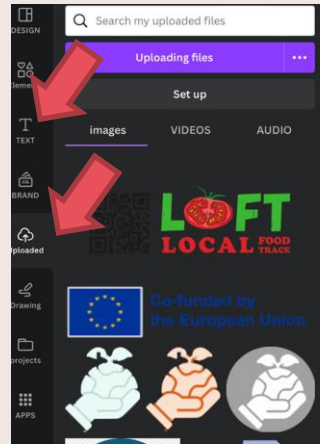 DESIGN
Search my uploaded files
Uploading files
Elemen
Set up
TEXT
images VIDEOS AUDIO
BRAND
LOFT
LOCAL FOOD TRACE
Uploaded
Co-funded by
the European Union
Drawing
projects
APPS